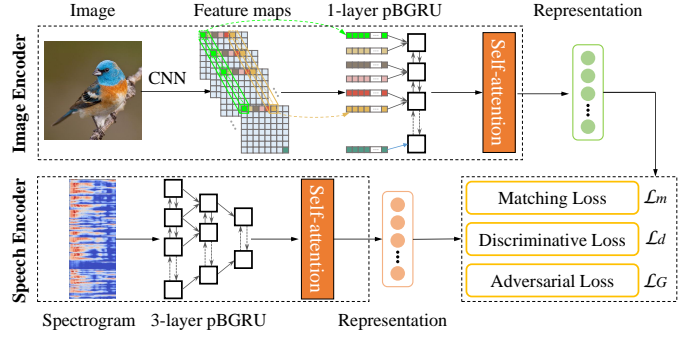 Image
Feature maps
1-layer pBGRU
Representation
Image Encoder
CNN
Self-attention
Speech Encoder
Self-attention
Matching Loss
ℒm
Discriminative Loss
ℒd
Adversarial Loss
ℒG
Spectrogram
3-layer pBGRU
Representation